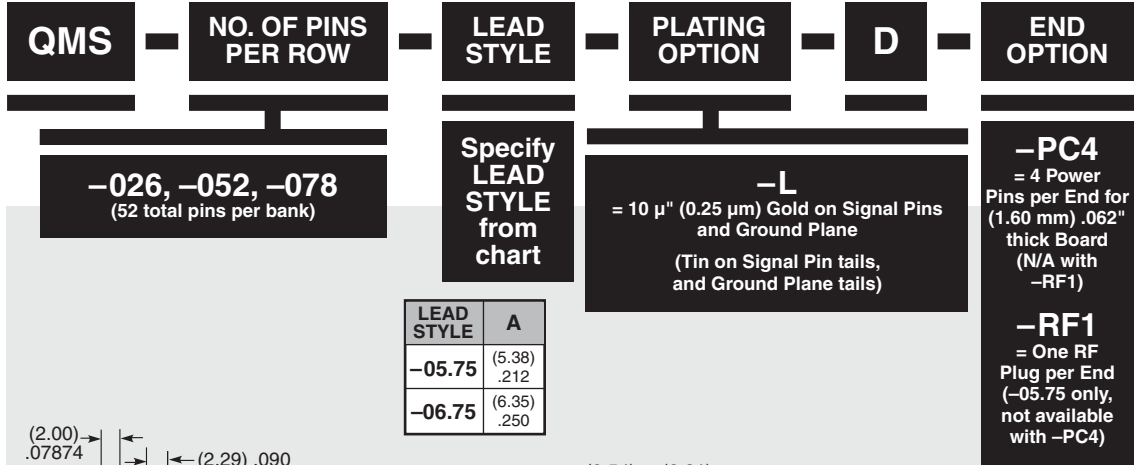 QMS
NO. OF PINS
PER ROW
LEAD
STYLE
PLATING
OPTION
D
END
OPTION
–026, –052, –078
(52 total pins per bank)
Specify
LEAD
STYLE
from
chart
–L
= 10 µ" (0.25 µm) Gold on Signal Pins
and Ground Plane
(Tin on Signal Pin tails,
and Ground Plane tails)
–PC4
= 4 Power
Pins per End for
(1.60 mm) .062"
thick Board
(N/A with
–RF1)
–RF1
= One RF
Plug per End
(–05.75 only,
not available
with –PC4)
LEAD
STYLE
A
–05.75
(5.38)
.212
–06.75
(6.35)
.250
(2.00)
.07874
(2.29) .090